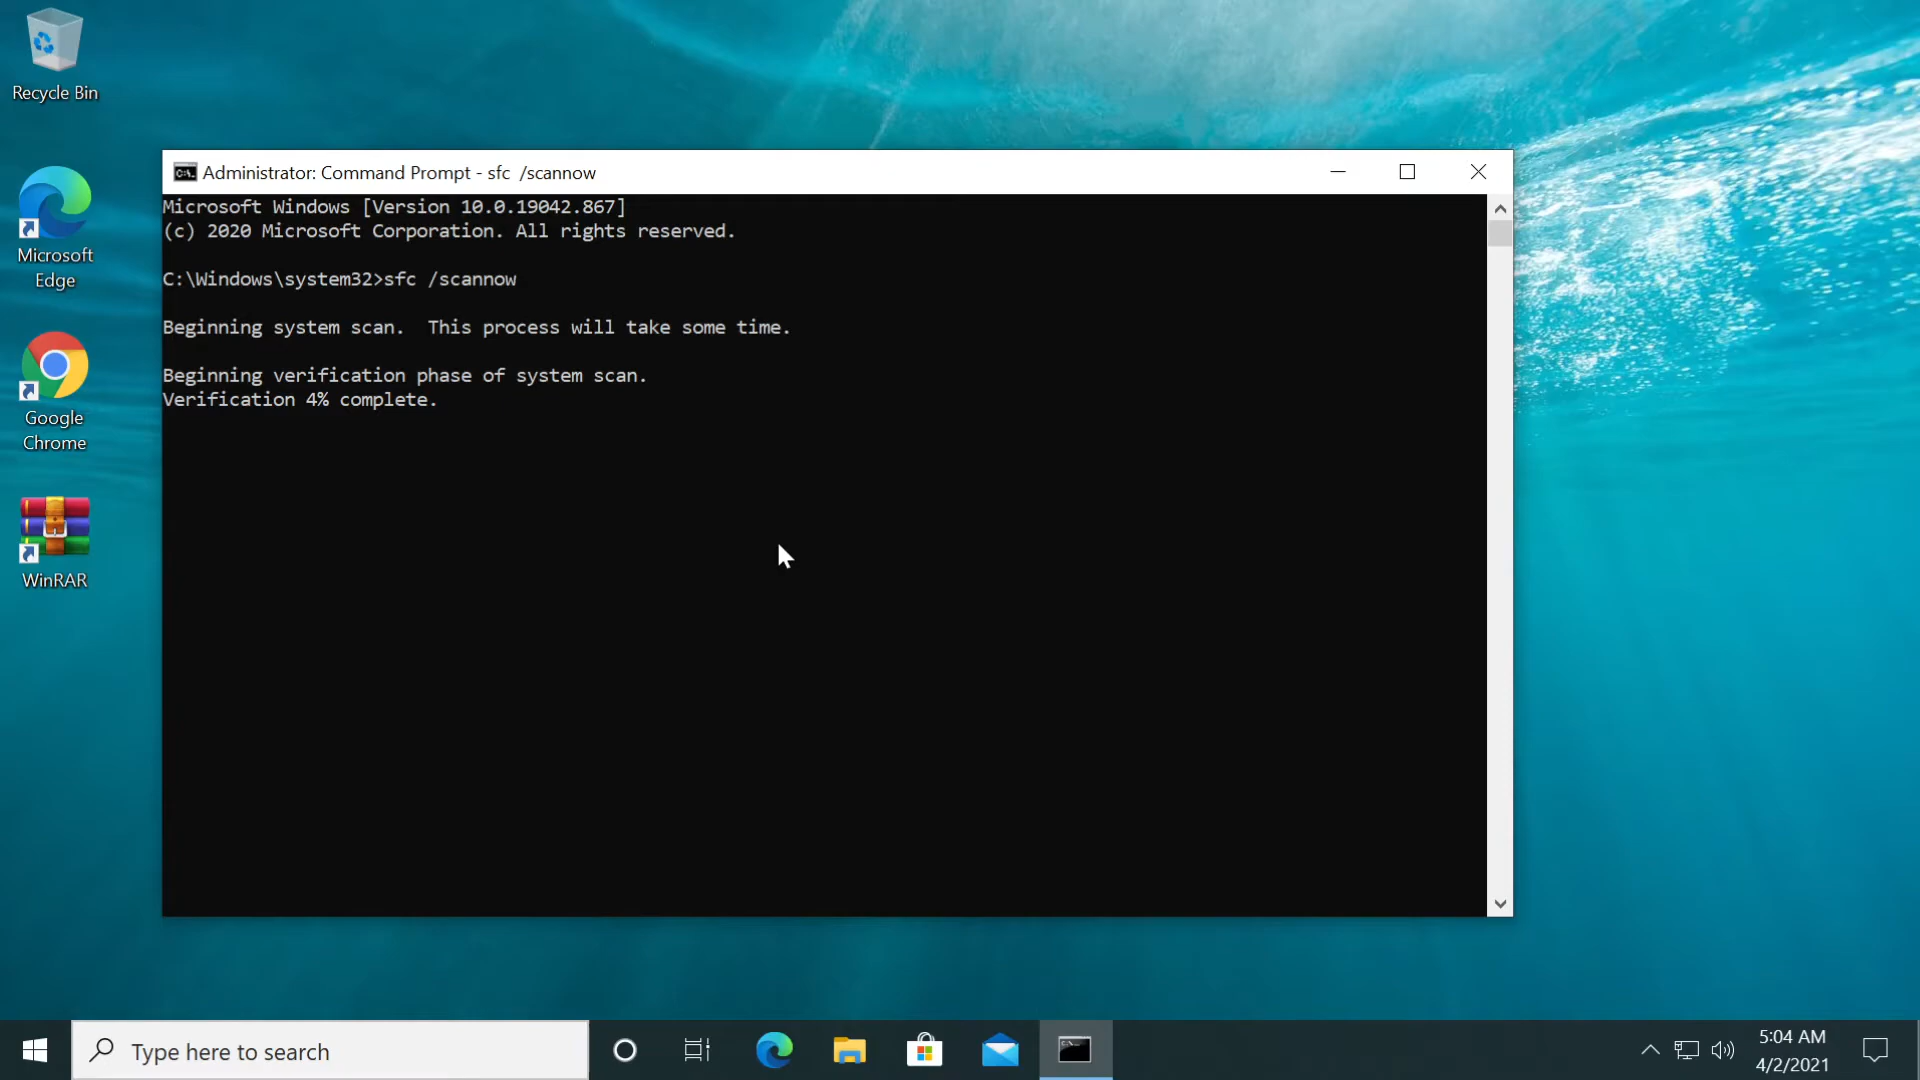 Recycle Bin
Microsoft
Edge
Google
Chrome
WinRAR
Administrator: Command Prompt - sfc  /scannow
Microsoft Windows [Version 10.0.19042.867]
(c) 2020 Microsoft Corporation. All rights reserved.
C:\Windows\system32>sfc /scannow
Beginning system scan.  This process will take some time.
Beginning verification phase of system scan.
Verification 4% complete.
Type here to search
5:04 AM
4/2/2021